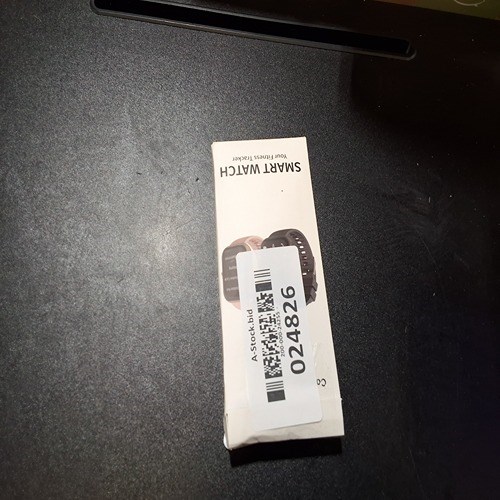 SMART WATCH
Your Fitness Tracker
A-Stock.bid
024826